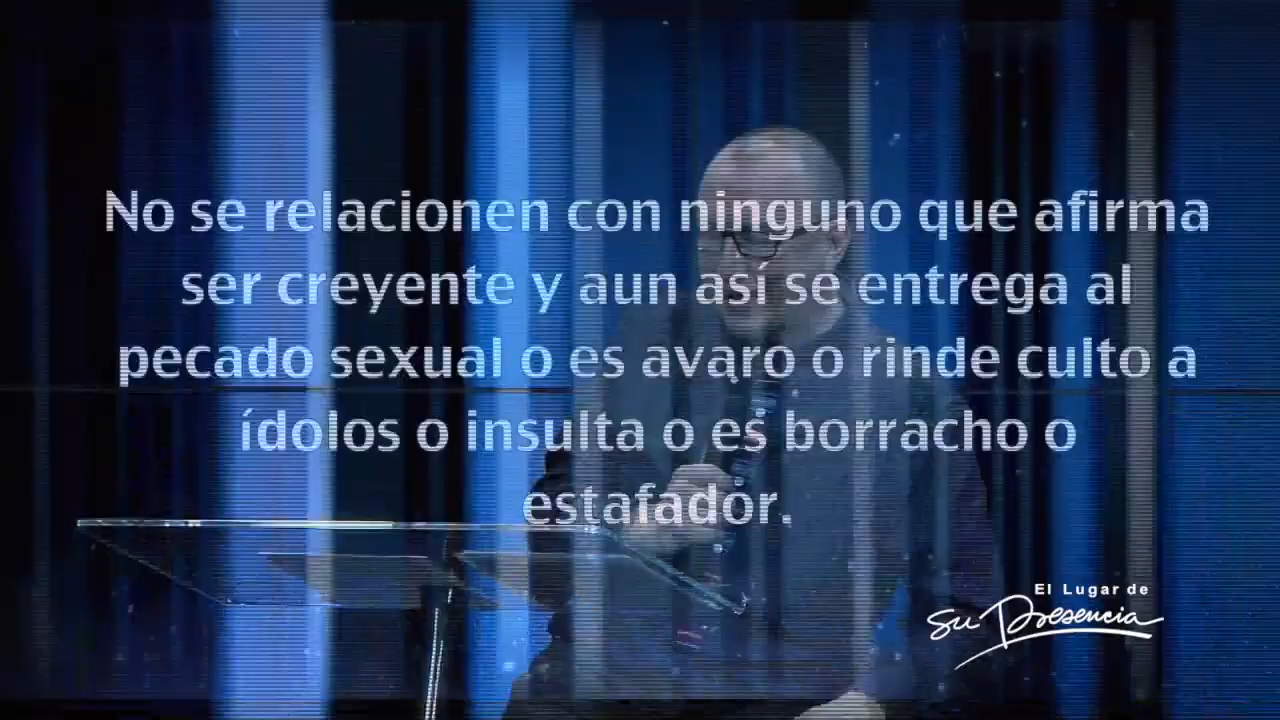 No se relacionen con ninguno que afirma
ser creyente y aun así se entrega al
pecado sexual o es avaro o rinde culto a
ídolos o insulta o es borracho o
estafador.
El Lugar de
Su Presencia